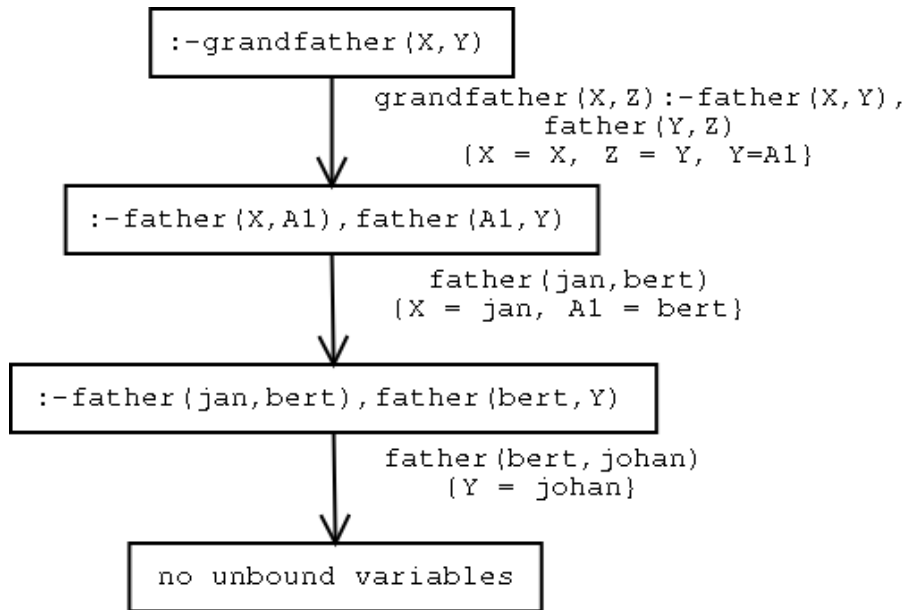 :-grandfather(X,Y)
grandfather(X,Z):-father(X,Y),
father(Y,Z)
{X = X, Z = Y, Y=A1}
:-father(X,A1),father(A1,Y)
father(jan,bert)
{X = jan, A1 = bert}
:-father(jan,bert),father(bert,Y)
father(bert,johan)
{Y = johan}
no unbound variables